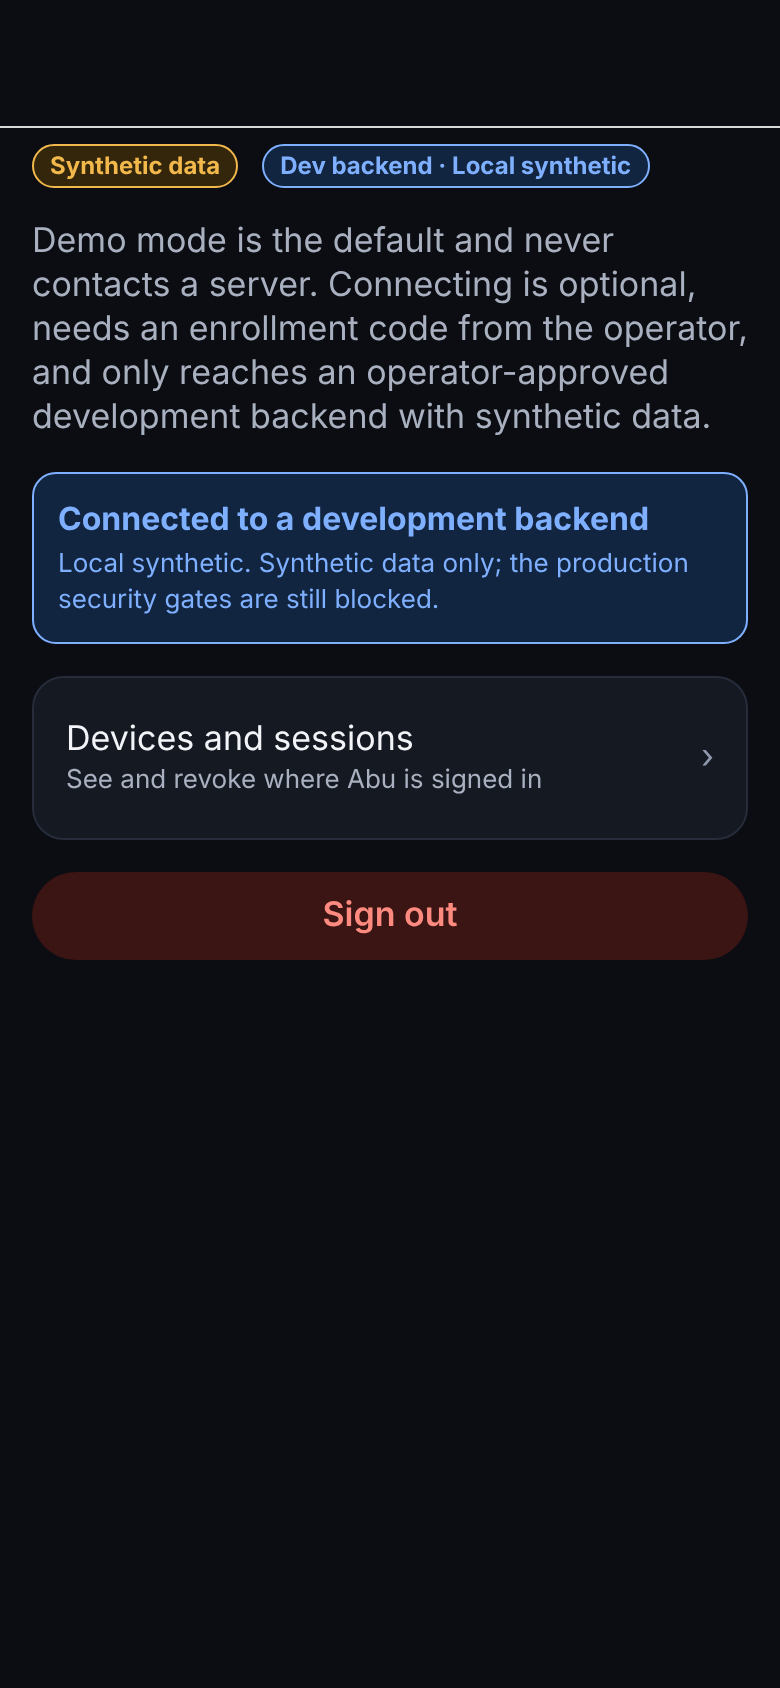 Synthetic data
Dev backend · Local synthetic
Demo mode is the default and never
contacts a server. Connecting is optional,
needs an enrollment code from the operator,
and only reaches an operator-approved
development backend with synthetic data.
Connected to a development backend
Local synthetic. Synthetic data only; the production
security gates are still blocked.
Devices and sessions
See and revoke where Abu is signed in
›
Sign out